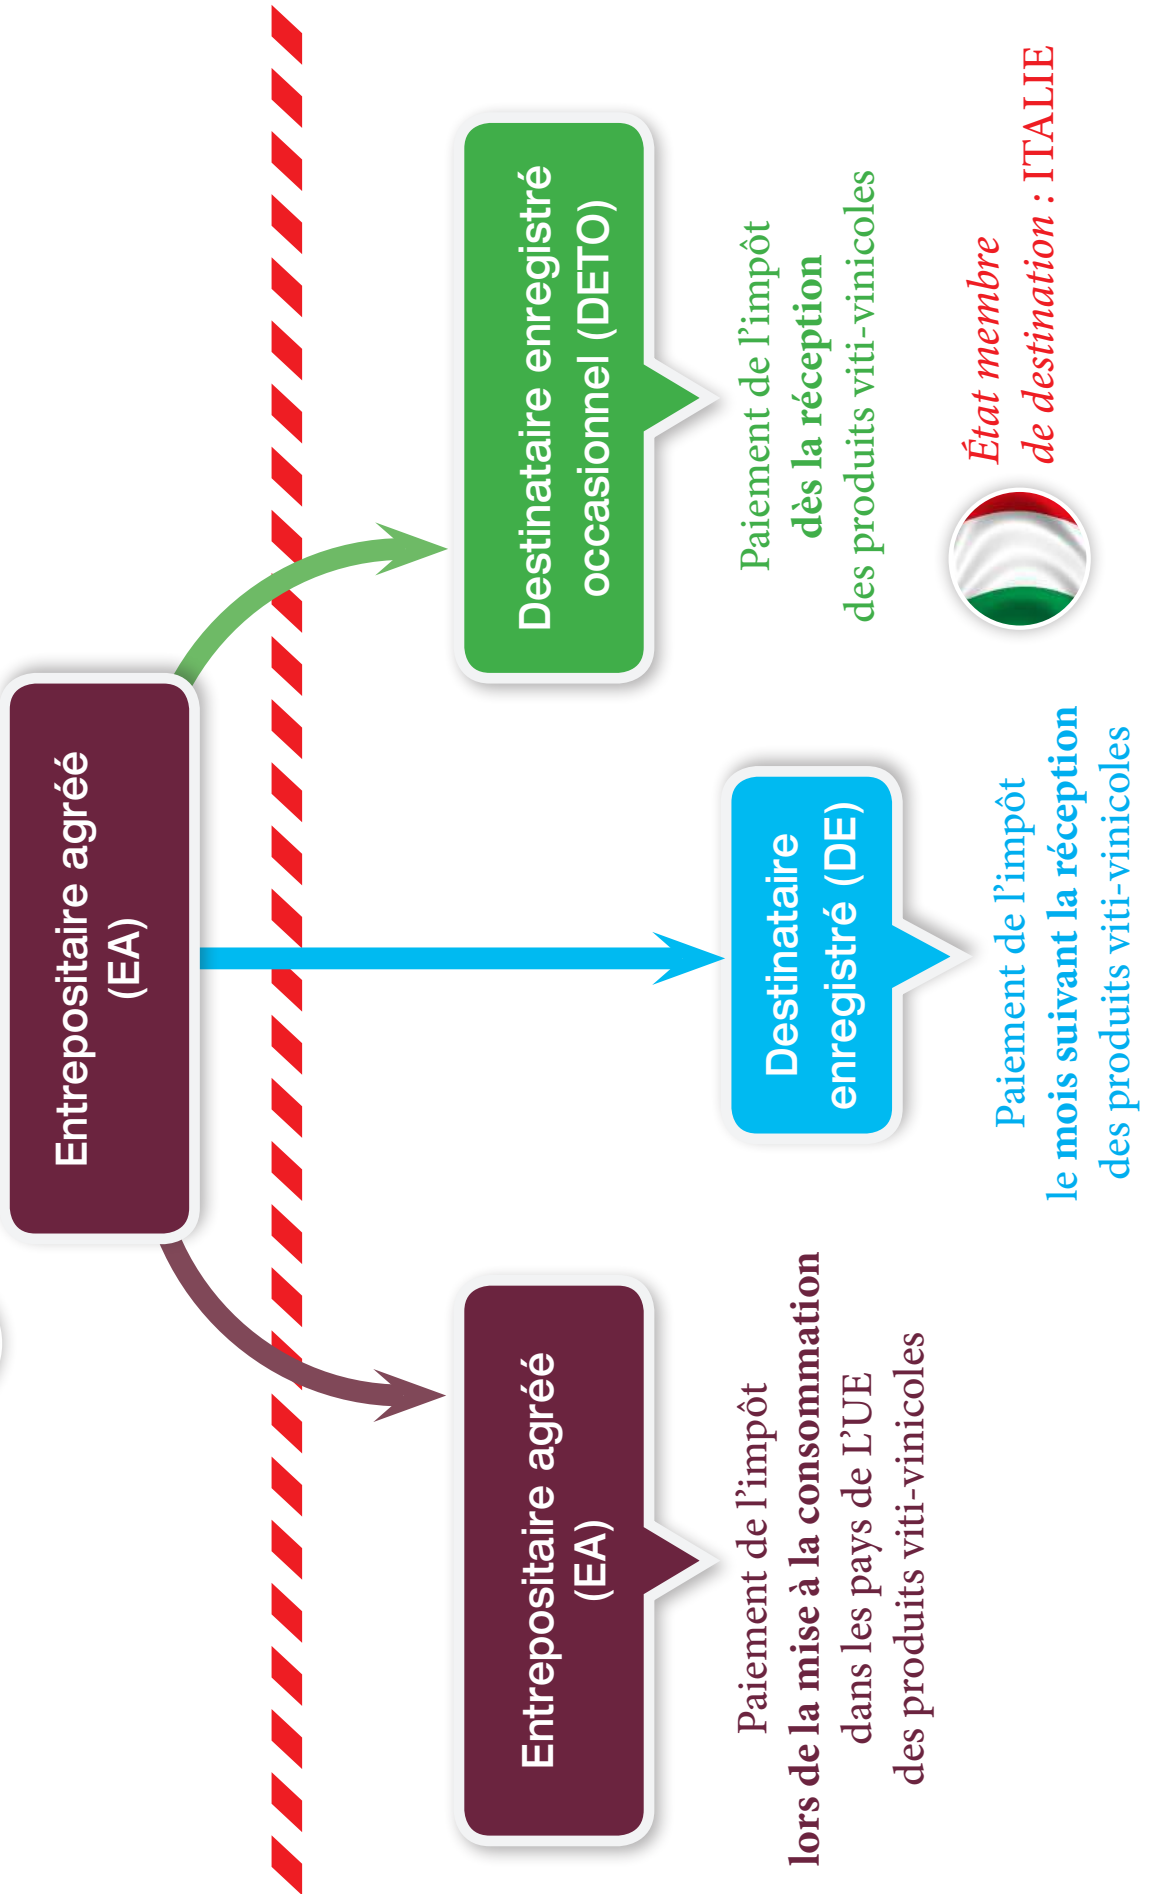 Entrepositaire agréé
(EA)
Entrepositaire agréé
(EA)
Paiement de l’impôt
lors de la mise à la consommation
dans les pays de L’UE
des produits viti-vinicoles
Destinataire
enregistré (DE)
Paiement de l’impôt
le mois suivant la réception
des produits viti-vinicoles
Destinataire enregistré
occasionnel (DETO)
Paiement de l’impôt
dès la réception
des produits viti-vinicoles
État membre
de destination : ITALIE